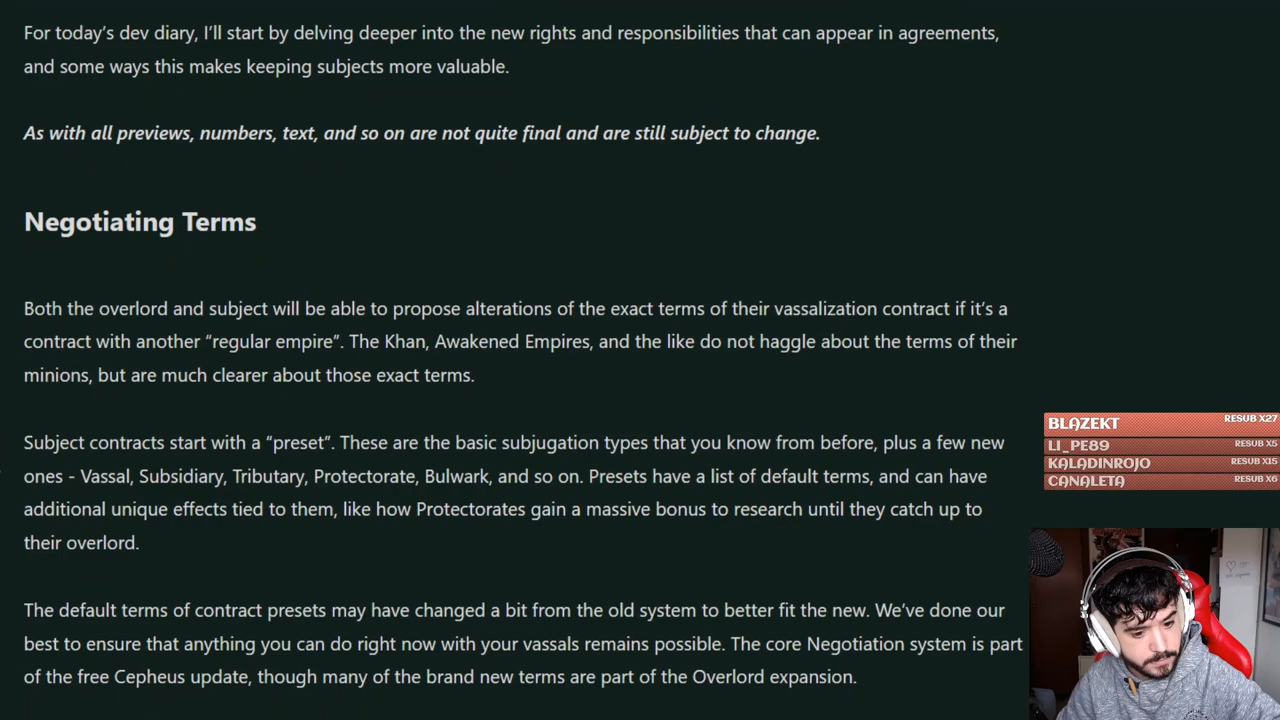 For today’s dev diary, I’ll start by delving deeper into the new rights and responsibilities that can appear in agreements,
and some ways this makes keeping subjects more valuable.
As with all previews, numbers, text, and so on are not quite final and are still subject to change.
Negotiating Terms
Both the overlord and subject will be able to propose alterations of the exact terms of their vassalization contract if it’s a
contract with another “regular empire”. The Khan, Awakened Empires, and the like do not haggle about the terms of their
minions, but are much clearer about those exact terms.
Subject contracts start with a “preset”. These are the basic subjugation types that you know from before, plus a few new
ones - Vassal, Subsidiary, Tributary, Protectorate, Bulwark, and so on. Presets have a list of default terms, and can have
additional unique effects tied to them, like how Protectorates gain a massive bonus to research until they catch up to
their overlord.
The default terms of contract presets may have changed a bit from the old system to better fit the new. We’ve done our
best to ensure that anything you can do right now with your vassals remains possible. The core Negotiation system is part
of the free Cepheus update, though many of the brand new terms are part of the Overlord expansion.
BLAZEKT RESUB X27
LI_PE89 RESUB X5
KALADINROJO RESUB X15
CANALETA RESUB X6